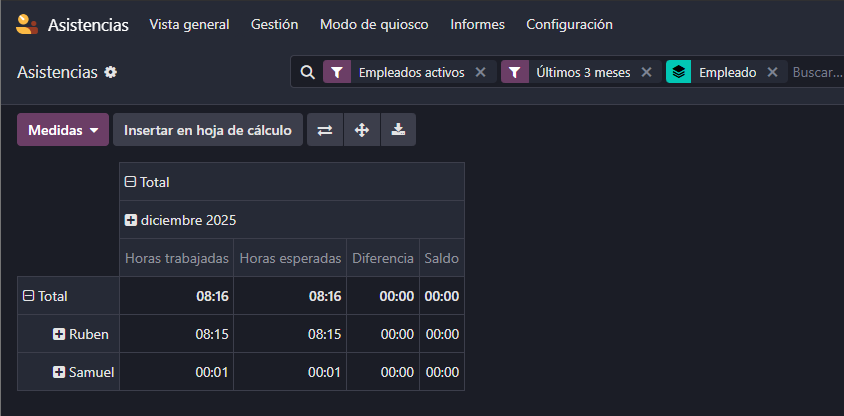 Asistencias Vista general Gestión Modo de quiosco Informes Configuración
Asistencias Empleados activos Últimos 3 meses Empleado Buscar...
Medidas Insertar en hoja de cálculo
Total
diciembre 2025
Horas trabajadas Horas esperadas Diferencia Saldo
Total 08:16 08:16 00:00 00:00
Ruben 08:15 08:15 00:00 00:00
Samuel 00:01 00:01 00:00 00:00